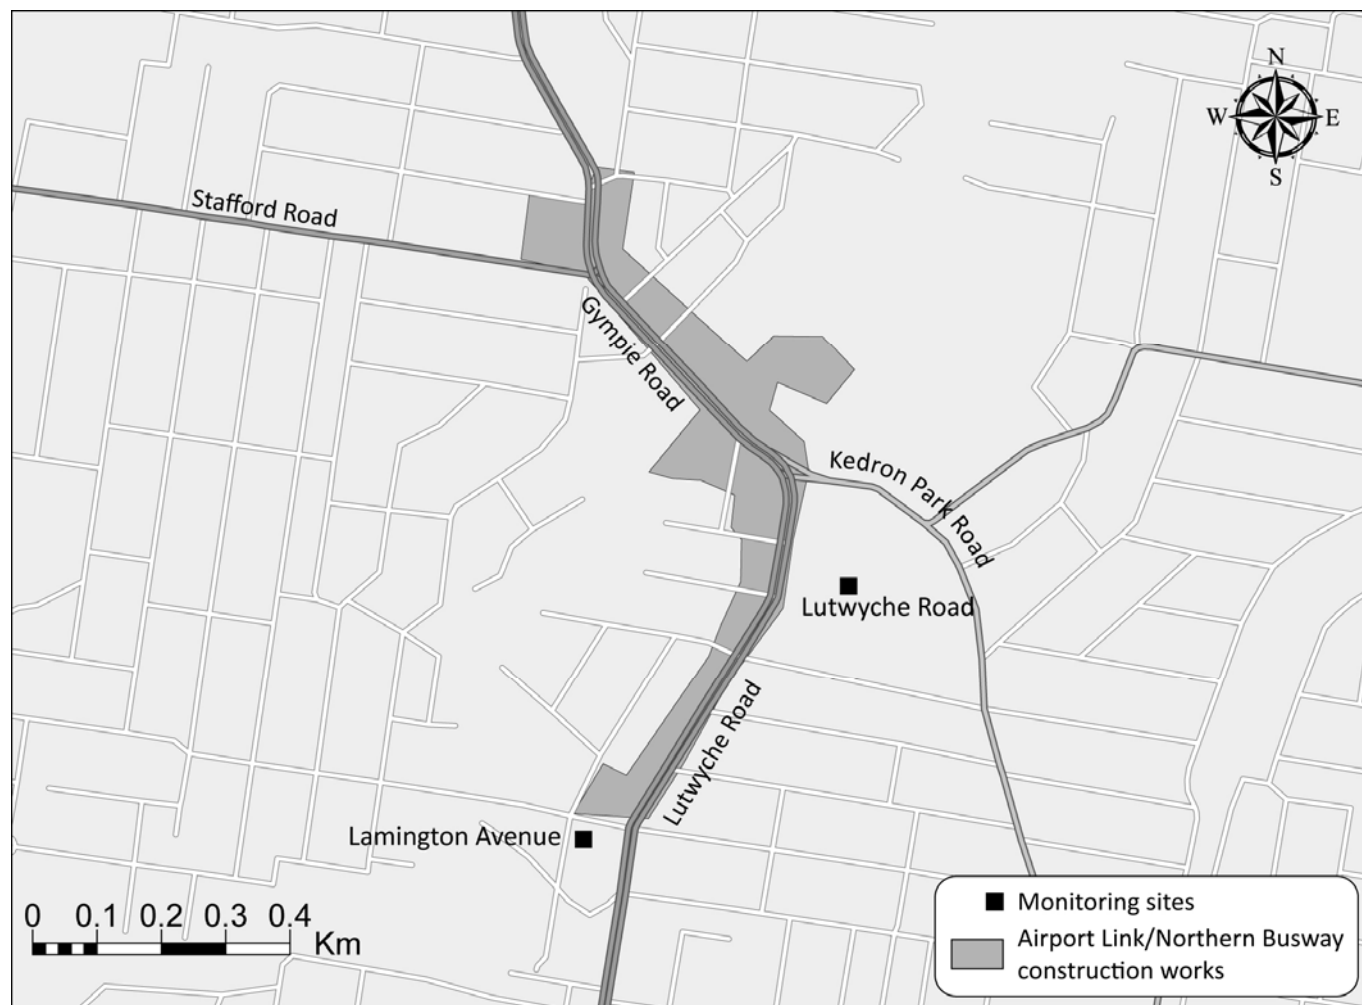 N
W E
S
Stafford Road
Gympie Road
Kedron Park Road
Lutwyche Road
Lutwyche Road
Lamington Avenue
0 0.1 0.2 0.3 0.4
Km
Monitoring sites
Airport Link/Northern Busway
construction works